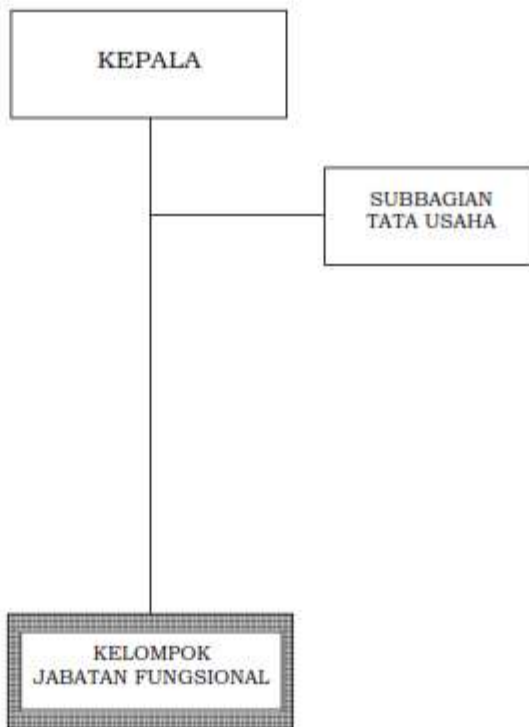 KEPALA
SUBBAGIAN
TATA USAHA
KELOMPOK
JABATAN FUNGSIONAL